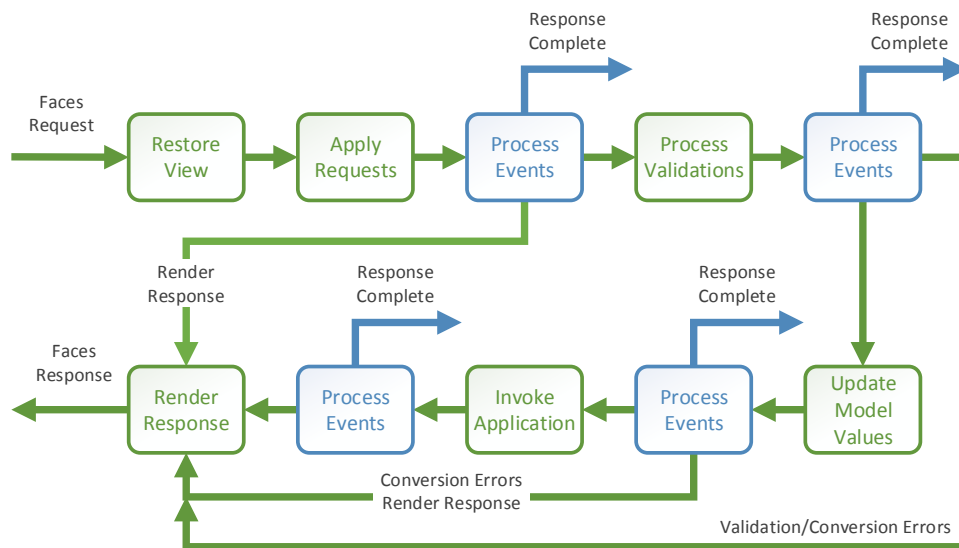 Response
Complete
Response
Complete
Faces
Request
Restore
View
Apply
Requests
Process
Events
Process
Validations
Process
Events
Render
Response
Response
Complete
Response
Complete
Faces
Response
Render
Response
Process
Events
Invoke
Application
Process
Events
Update
Model
Values
Conversion Errors
Render Response
Validation/Conversion Errors